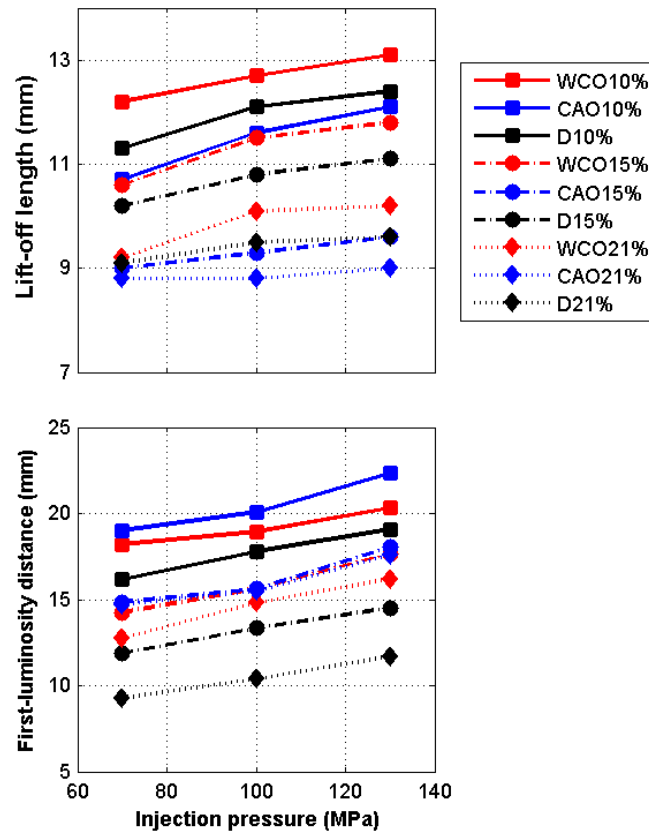 13
11
9
7
Lift-off length (mm)
WCO10%
CAO10%
D10%
WCO15%
CAO15%
D15%
WCO21%
CAO21%
D21%
25
20
15
10
5
First-luminosity distance (mm)
60 80 100 120 140
Injection pressure (MPa)